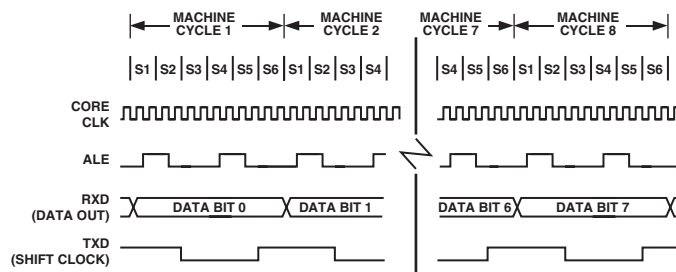 MACHINE CYCLE 1
MACHINE CYCLE 2
MACHINE CYCLE 7
MACHINE CYCLE 8
S1 S2 S3 S4 S5 S6 S1 S2 S3 S4 S4 S5 S6 S1 S2 S3 S4 S5 S6
CORE CLK
ALE
RXD (DATA OUT)
DATA BIT 0 DATA BIT 1 DATA BIT 6 DATA BIT 7
TXD (SHIFT CLOCK)